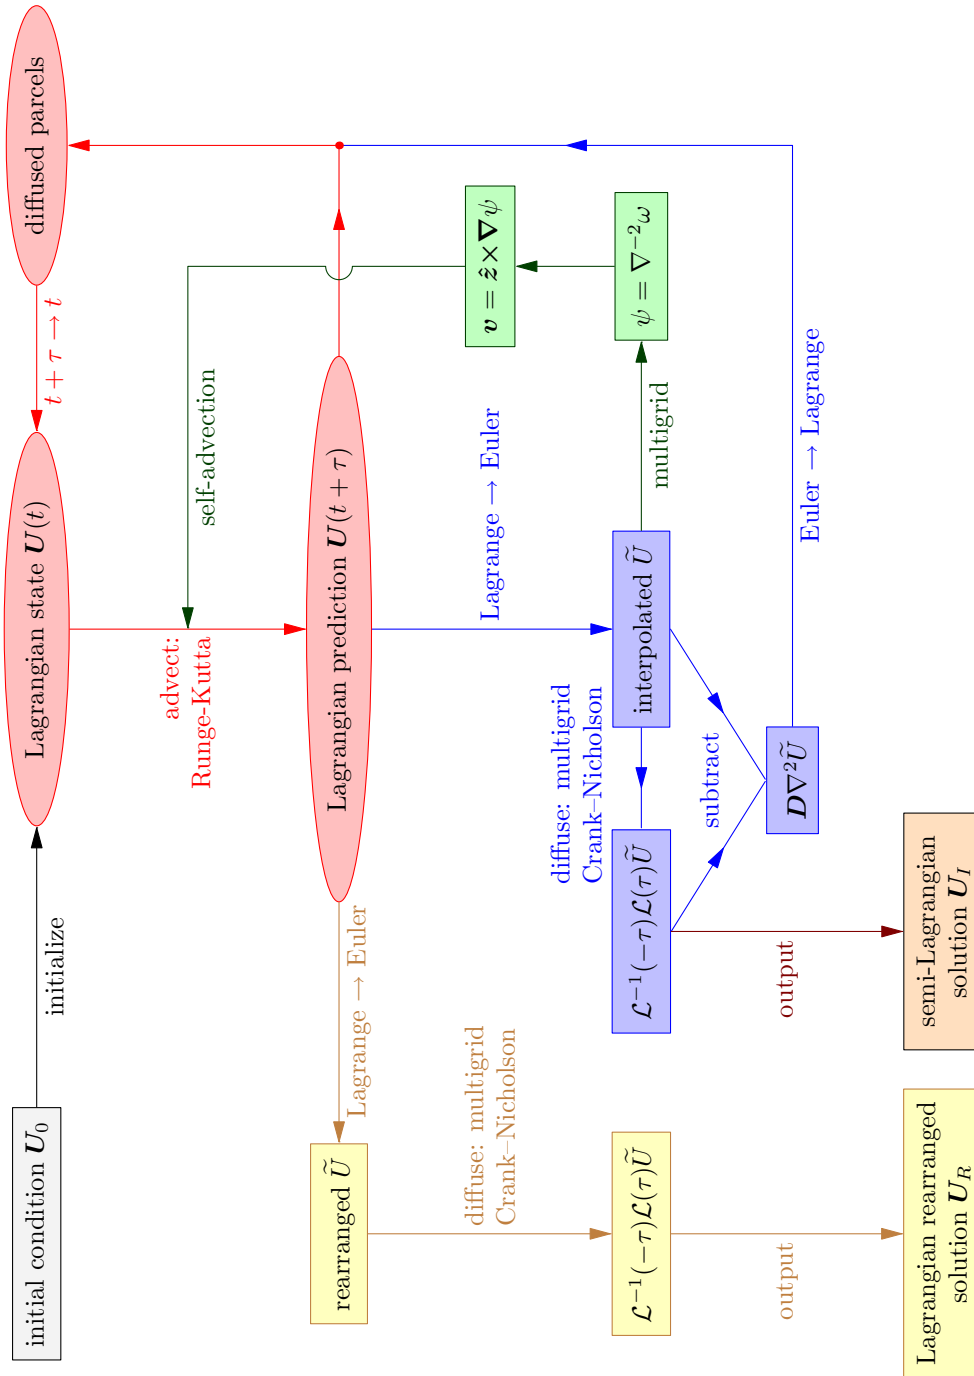 initial condition U₀
initialize
Lagrangian state U(t)
t + τ → t
diffused parcels
advect:
Runge-Kutta
self-advection
rearranged Ũ
Lagrange → Euler
Lagrangian prediction U(t + τ)
diffuse: multigrid
Crank–Nicholson
Lagrange → Euler
v = ẑ×∇ψ
ℒ⁻¹(−τ)ℒ(τ)Ũ
diffuse: multigrid
Crank–Nicholson
ℒ⁻¹(−τ)ℒ(τ)Ũ
interpolated Ũ
multigrid
ψ = ∇⁻²ω
subtract
output
output
D∇²Ũ
Euler → Lagrange
Lagrangian rearranged
solution U_R
semi-Lagrangian
solution U_I